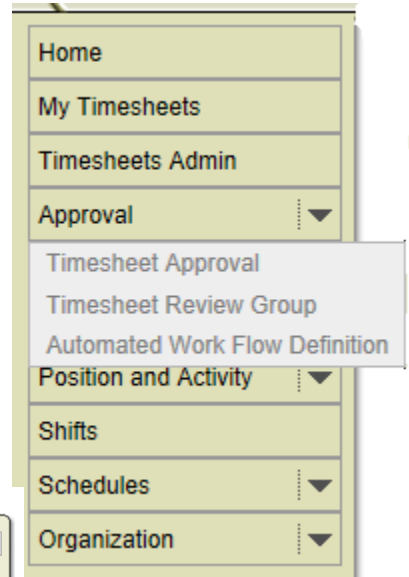 Home
My Timesheets
Timesheets Admin
Approval
Timesheet Approval
Timesheet Review Group
Automated Work Flow Definition
Position and Activity
Shifts
Schedules
Organization